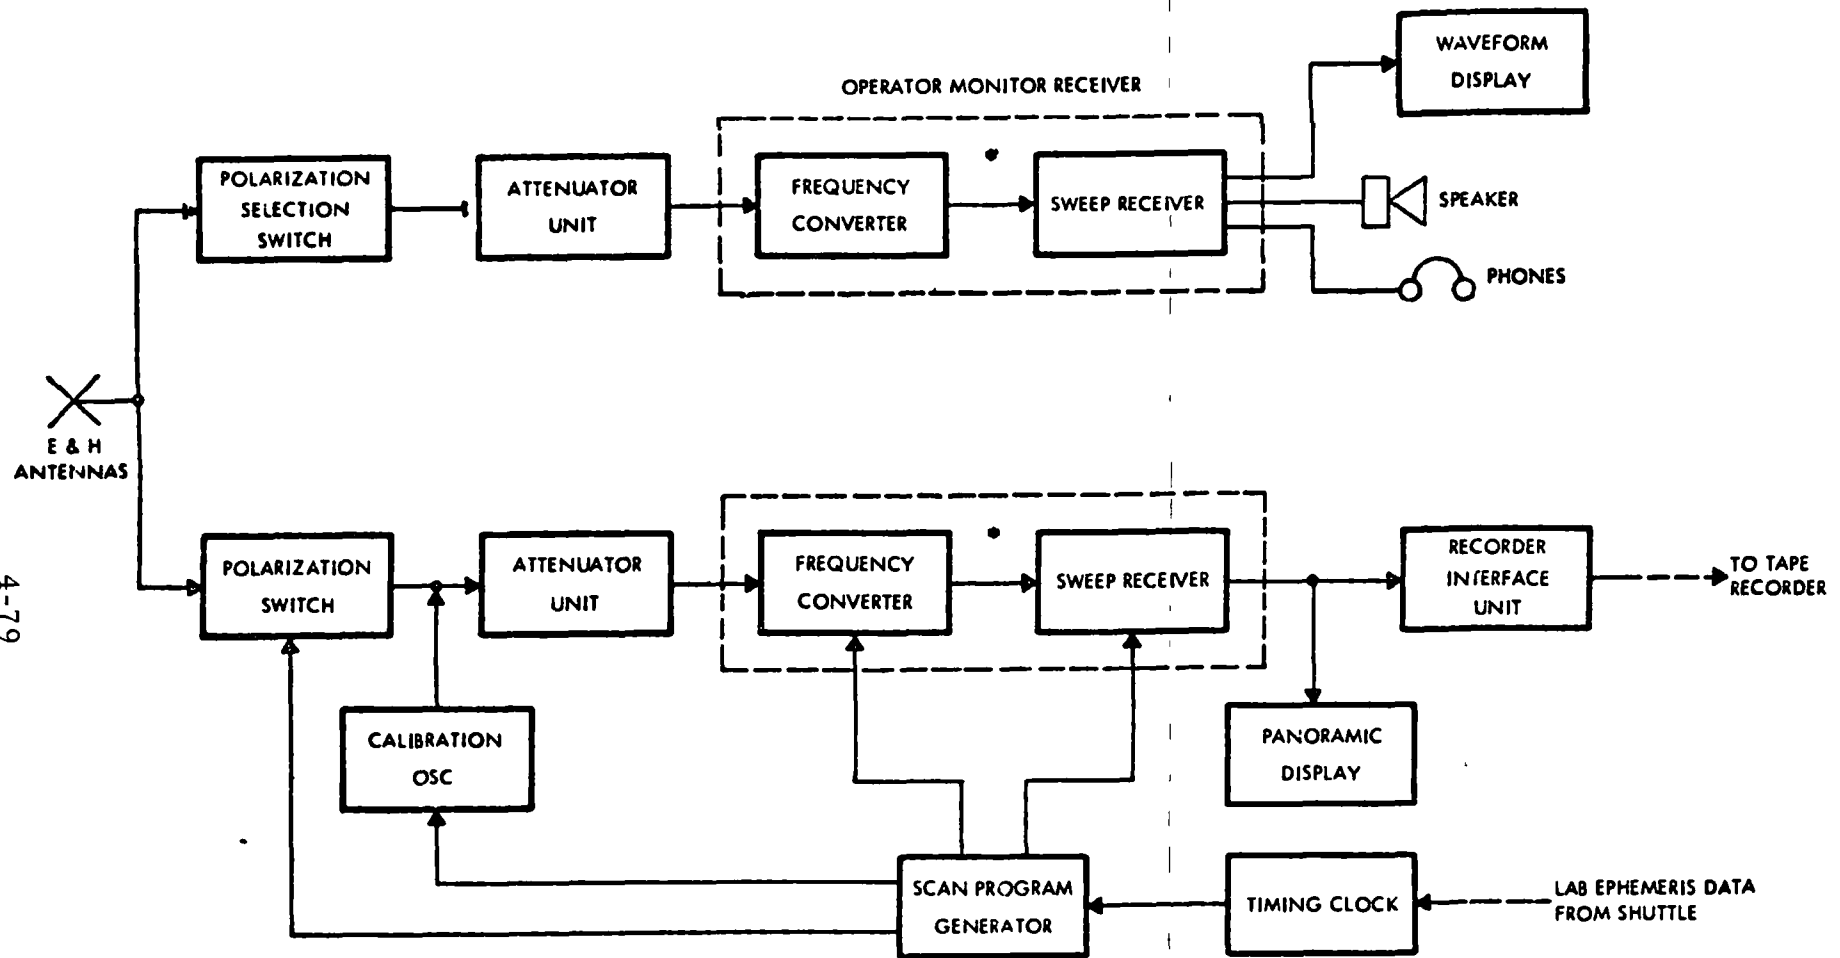 WAVEFORM
DISPLAY
OPERATOR MONITOR RECEIVER
POLARIZATION
SELECTION
SWITCH
ATTENUATOR
UNIT
FREQUENCY
CONVERTER
SWEEP RECEIVER
SPEAKER
PHONES
E & H
ANTENNAS
POLARIZATION
SWITCH
ATTENUATOR
UNIT
FREQUENCY
CONVERTER
SWEEP RECEIVER
RECORDER
INTERFACE
UNIT
TO TAPE
RECORDER
4-79
CALIBRATION
OSC
PANORAMIC
DISPLAY
SCAN PROGRAM
GENERATOR
TIMING CLOCK
LAB EPHEMERIS DATA
FROM SHUTTLE